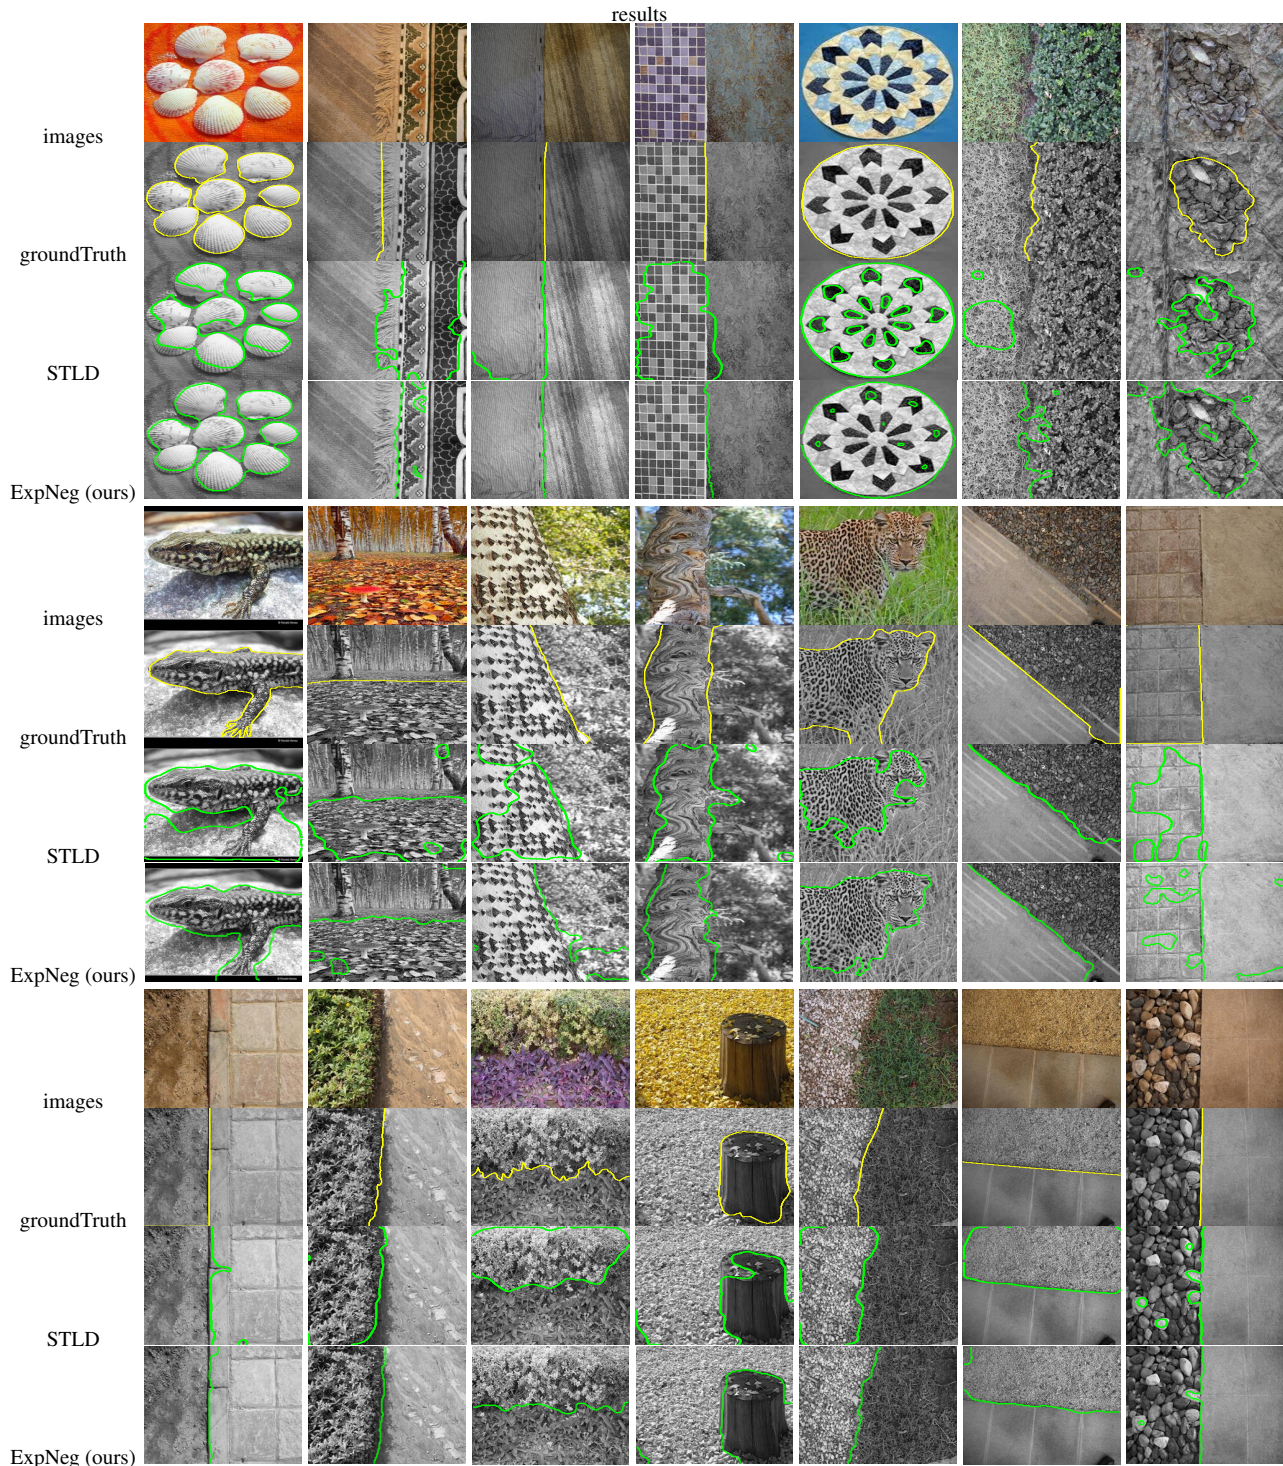 results
images
groundTruth
STLD
ExpNeg (ours)
images
groundTruth
STLD
ExpNeg (ours)
images
groundTruth
STLD
ExpNeg (ours)